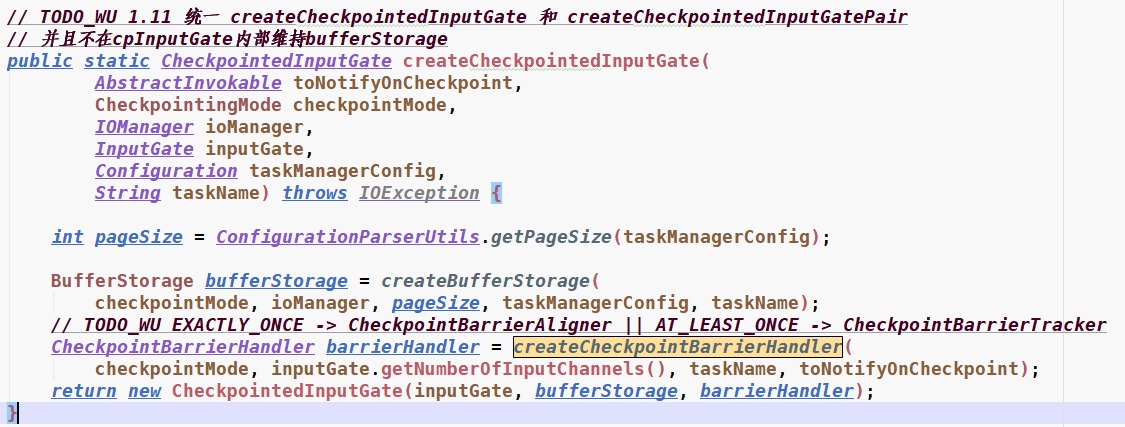 // TODO_WU 1.11 统一 createCheckpointedInputGate 和 createCheckpointedInputGatePair
// 并且不在cpInputGate内部维持bufferStorage
public static CheckpointedInputGate createCheckpointedInputGate(
AbstractInvokable toNotifyOnCheckpoint,
CheckpointingMode checkpointMode,
IOManager ioManager,
InputGate inputGate,
Configuration taskManagerConfig,
String taskName) throws IOException {
int pageSize = ConfigurationParserUtils.getPageSize(taskManagerConfig);
BufferStorage bufferStorage = createBufferStorage(
checkpointMode, ioManager, pageSize, taskManagerConfig, taskName);
// TODO_WU EXACTLY_ONCE -> CheckpointBarrierAligner || AT_LEAST_ONCE -> CheckpointBarrierTracker
CheckpointBarrierHandler barrierHandler = createCheckpointBarrierHandler(
checkpointMode, inputGate.getNumberOfInputChannels(), taskName, toNotifyOnCheckpoint);
return new CheckpointedInputGate(inputGate, bufferStorage, barrierHandler);
}